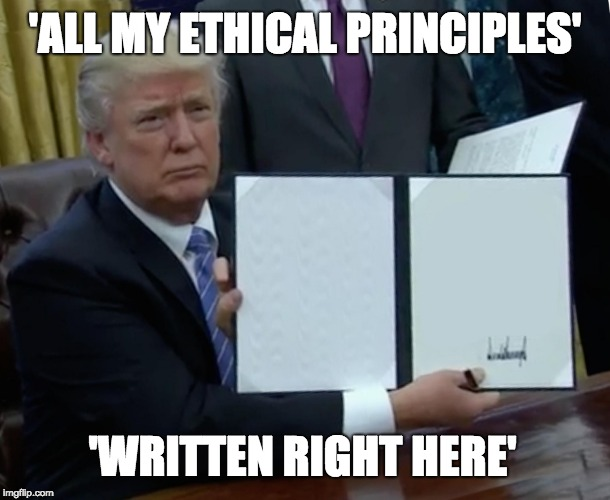 'ALL MY ETHICAL PRINCIPLES'
'WRITTEN RIGHT HERE'
imgflip.com